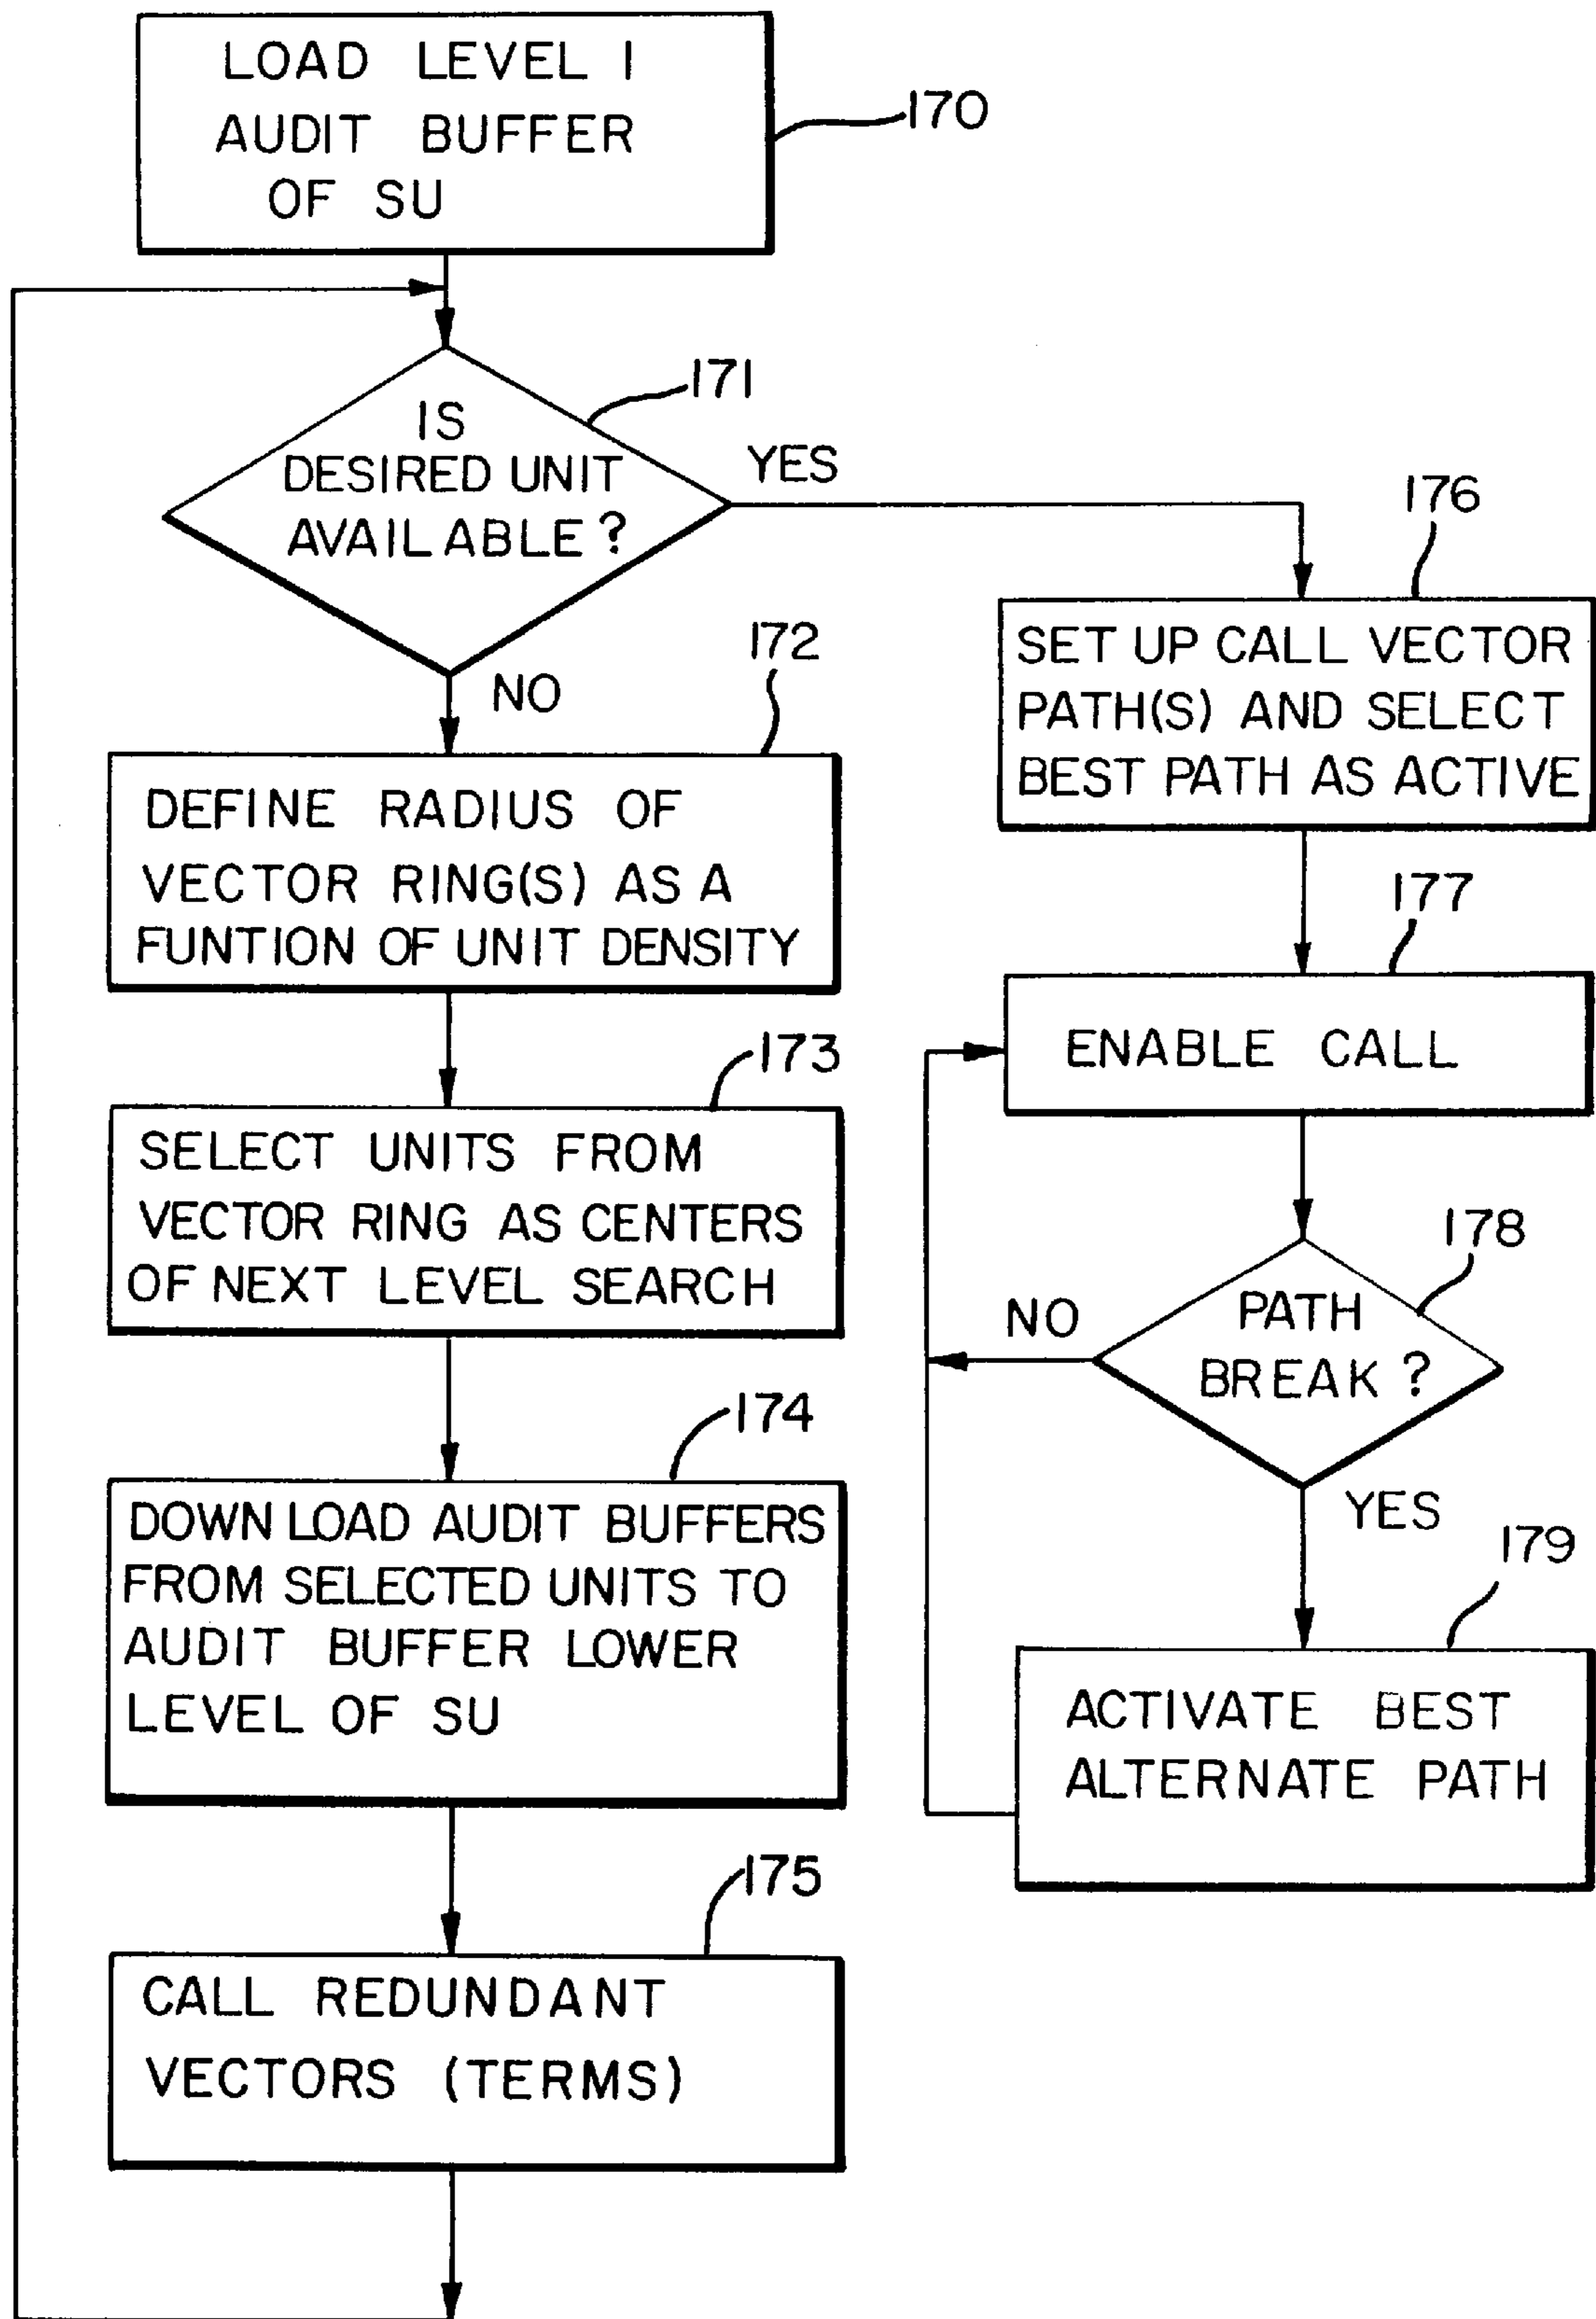 LOAD LEVEL 1
AUDIT BUFFER
OF SU
170
171
IS
DESIRED UNIT
AVAILABLE?
YES
NO
172
DEFINE RADIUS OF
VECTOR RING(S) AS A
FUNTION OF UNIT DENSITY
173
SELECT UNITS FROM
VECTOR RING AS CENTERS
OF NEXT LEVEL SEARCH
174
DOWN LOAD AUDIT BUFFERS
FROM SELECTED UNITS TO
AUDIT BUFFER LOWER
LEVEL OF SU
175
CALL REDUNDANT
VECTORS (TERMS)
176
SET UP CALL VECTOR
PATH(S) AND SELECT
BEST PATH AS ACTIVE
177
ENABLE CALL
178
PATH
BREAK?
NO
YES
179
ACTIVATE BEST
ALTERNATE PATH